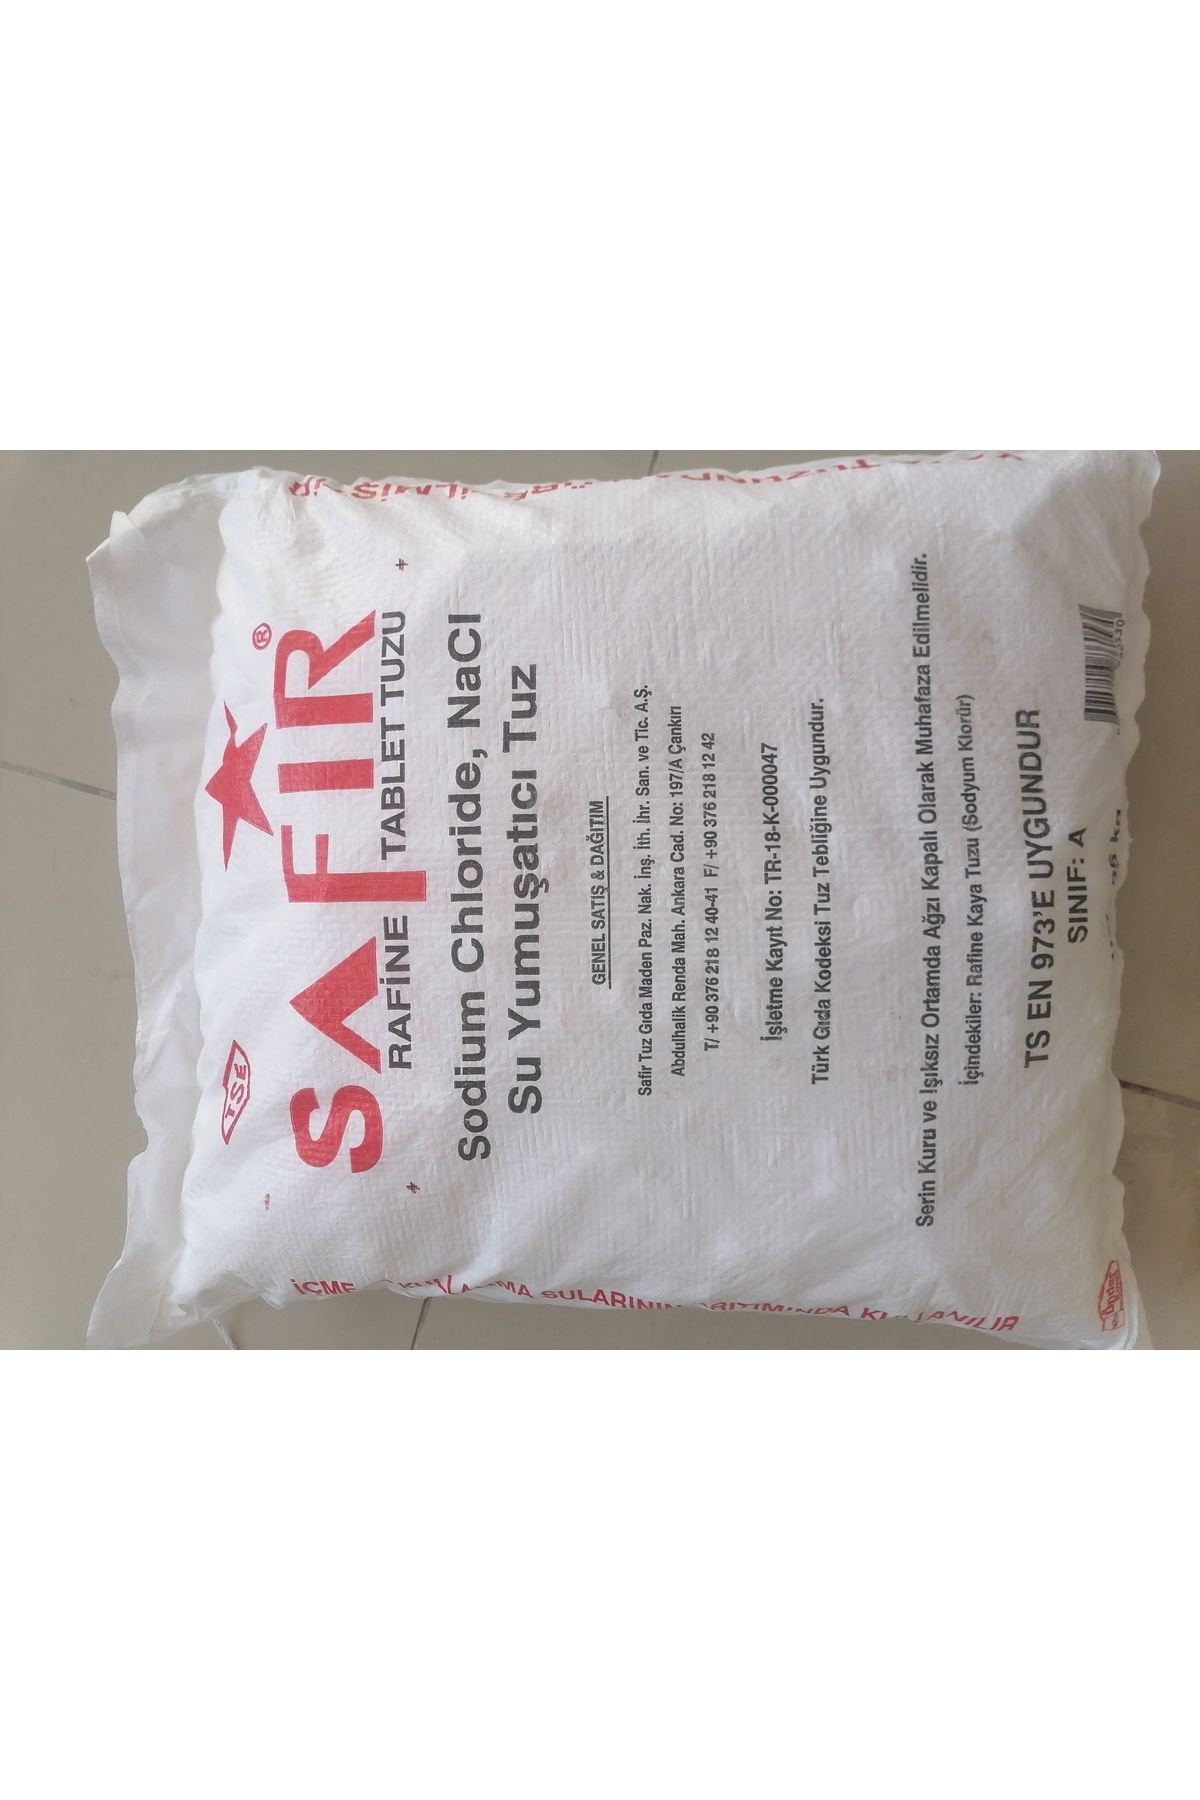 TSE
SAFİR ®
RAFİNE TABLET TUZU
Sodium Chloride, NaCl
Su Yumuşatıcı Tuz
GENEL SATIŞ & DAĞITIM
Safir Tuz Gıda Maden Paz. Nak. İnş. İth. İhr. San. ve Tic. A.Ş.
Abdulhalik Renda Mah. Ankara Cad. No: 197/A Çankırı
T/ +90 376 218 12 40-41 F/ +90 376 218 12 42
İşletme Kayıt No: TR-18-K-000047
Türk Gıda Kodeksi Tuz Tebliğine Uygundur.
Serin Kuru ve Işıksız Ortamda Ağzı Kapalı Olarak Muhafaza Edilmelidir.
İçindekiler: Rafine Kaya Tuzu (Sodyum Klorür)
TS EN 973'E UYGUNDUR
SINIF: A
25 kg
İÇME SULARININ ARITIMINDA KULLANILIR